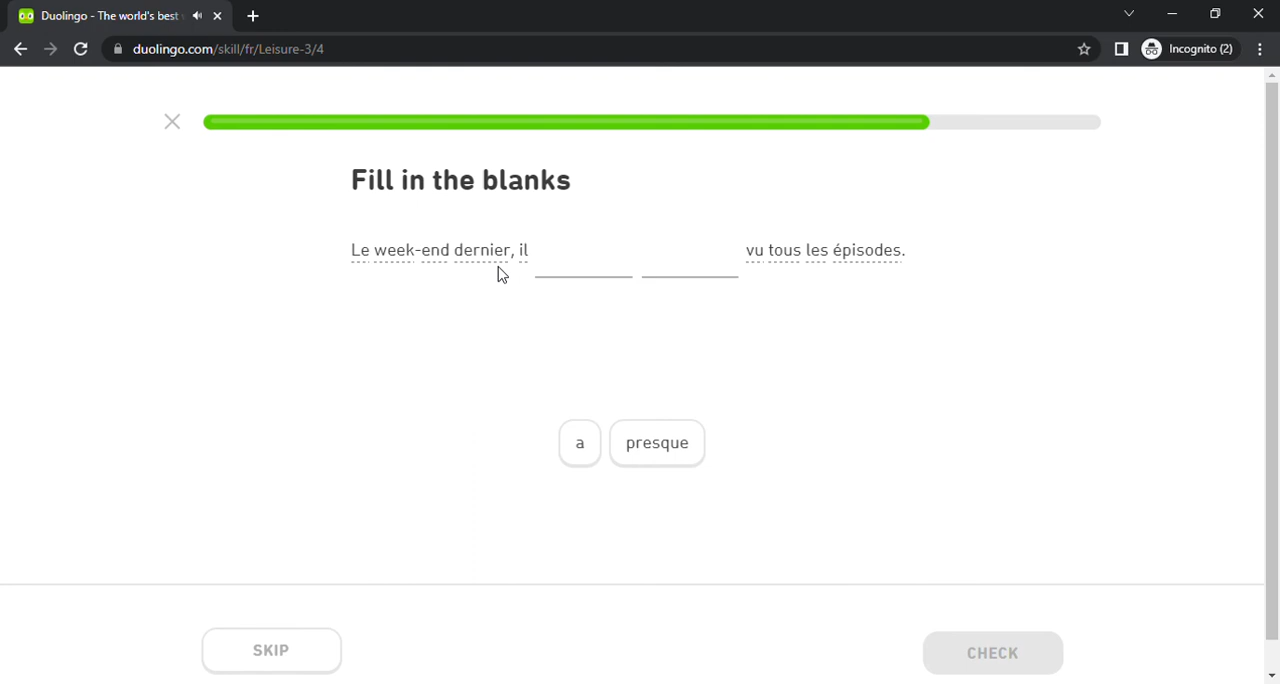 Duolingo - The world's best
duolingo.com/skill/fr/Leisure-3/4
Incognito (2)
Fill in the blanks
Le week-end dernier, il vu tous les épisodes.
a presque
SKIP CHECK